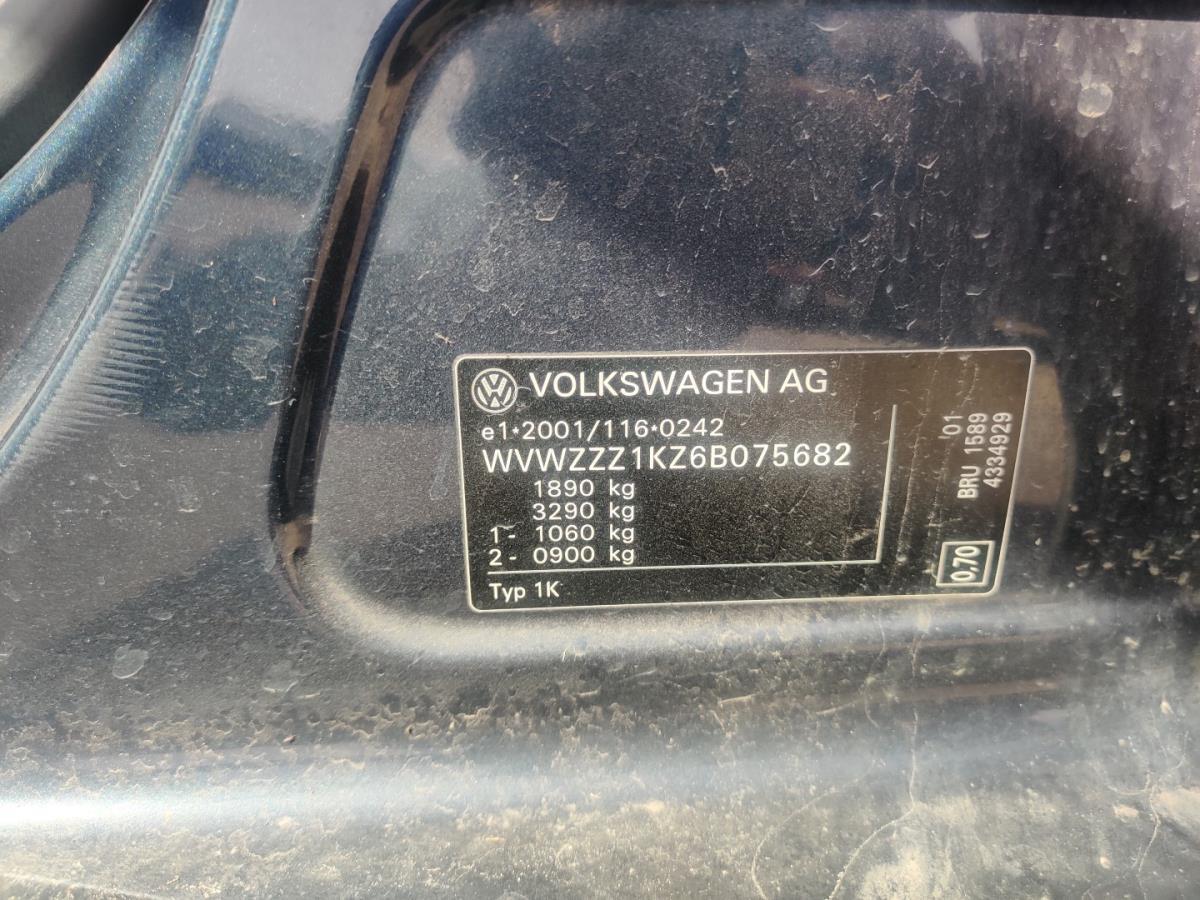 VOLKSWAGEN AG
e1*2001/116*0242
WVWZZZ1KZ6B075682
1890 kg
3290 kg
1- 1060 kg
2- 0900 kg
Typ 1K
'01
BRU 1589
4334929
0,70